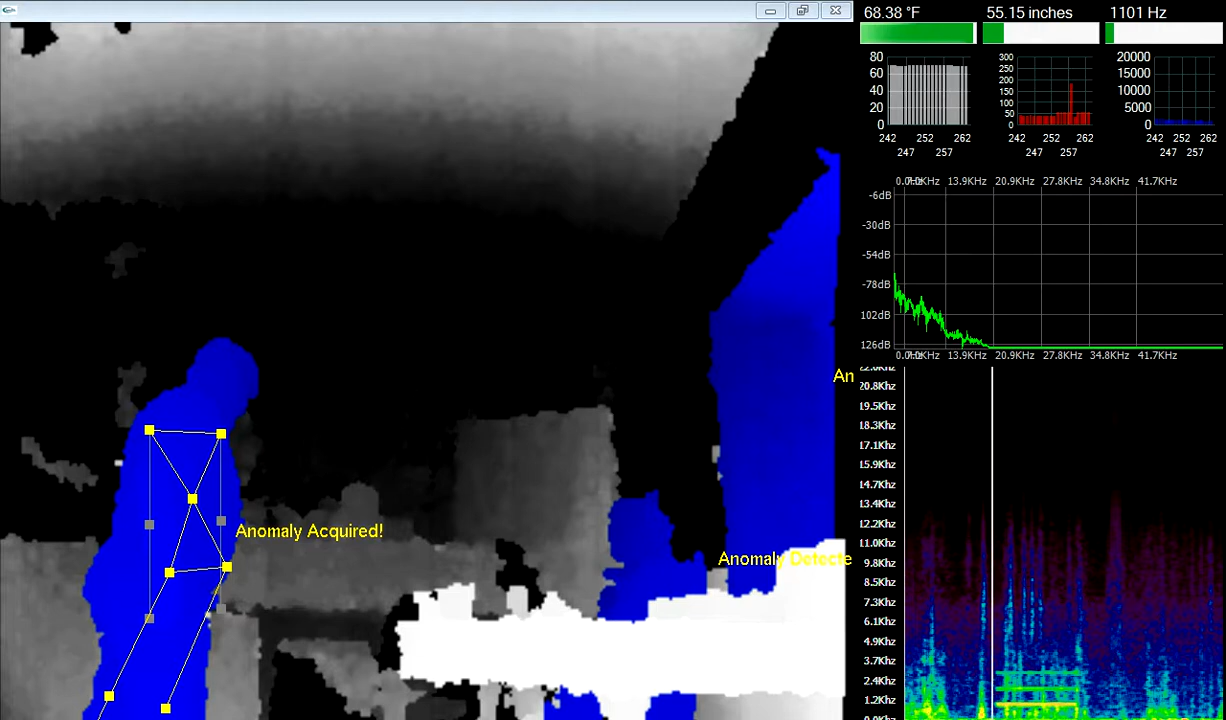 68.38 °F 55.15 inches 1101 Hz
80
60
40
20
0
242 252 262
247 257
300
250
200
150
100
50
0
242 252 262
247 257
20000
15000
10000
5000
0
242 252 262
247 257
13.9KHz 20.9KHz 27.8KHz 34.8KHz 41.7KHz
-6dB
-30dB
-54dB
-78dB
102dB
126dB
13.9KHz 20.9KHz 27.8KHz 34.8KHz 41.7KHz
An
Anomaly Acquired!
Anomaly Detecte
20.8Khz
19.5Khz
18.3Khz
17.1Khz
15.9Khz
14.7Khz
13.4Khz
12.2Khz
11.0Khz
9.8Khz
8.5Khz
7.3Khz
6.1Khz
4.9Khz
3.7Khz
2.4Khz
1.2Khz